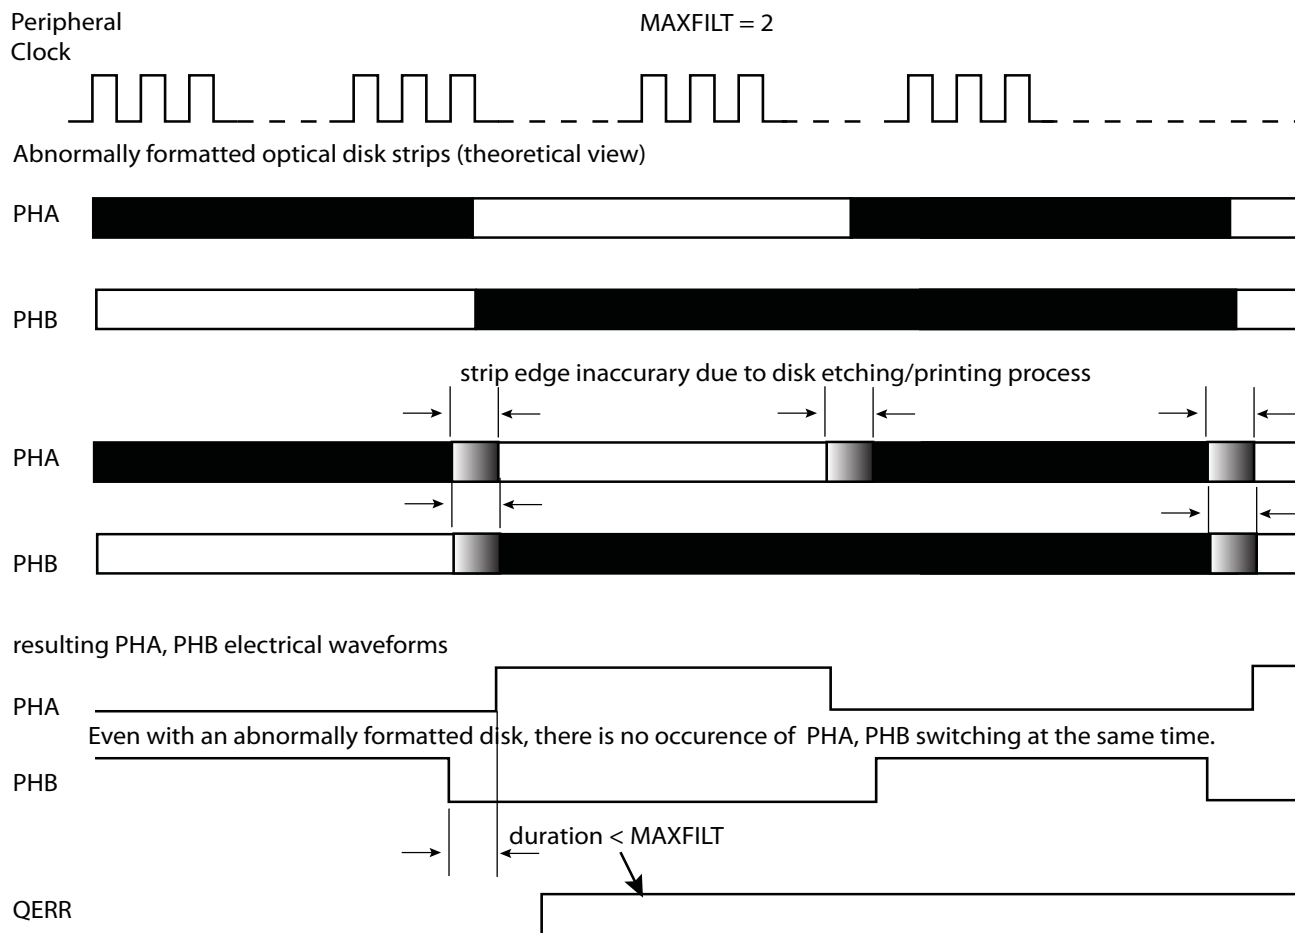 Peripheral
Clock
MAXFILT = 2
Abnormally formatted optical disk strips (theoretical view)
PHA
PHB
strip edge inaccurary due to disk etching/printing process
PHA
PHB
resulting PHA, PHB electrical waveforms
PHA
Even with an abnormally formatted disk, there is no occurence of PHA, PHB switching at the same time.
PHB
duration < MAXFILT
QERR